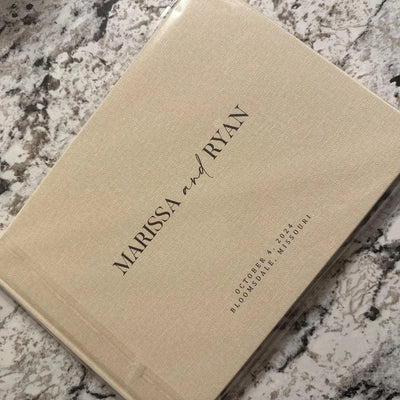 MARISSA and RYAN
OCTOBER 4, 2024
BLOOMSDALE, MISSOURI